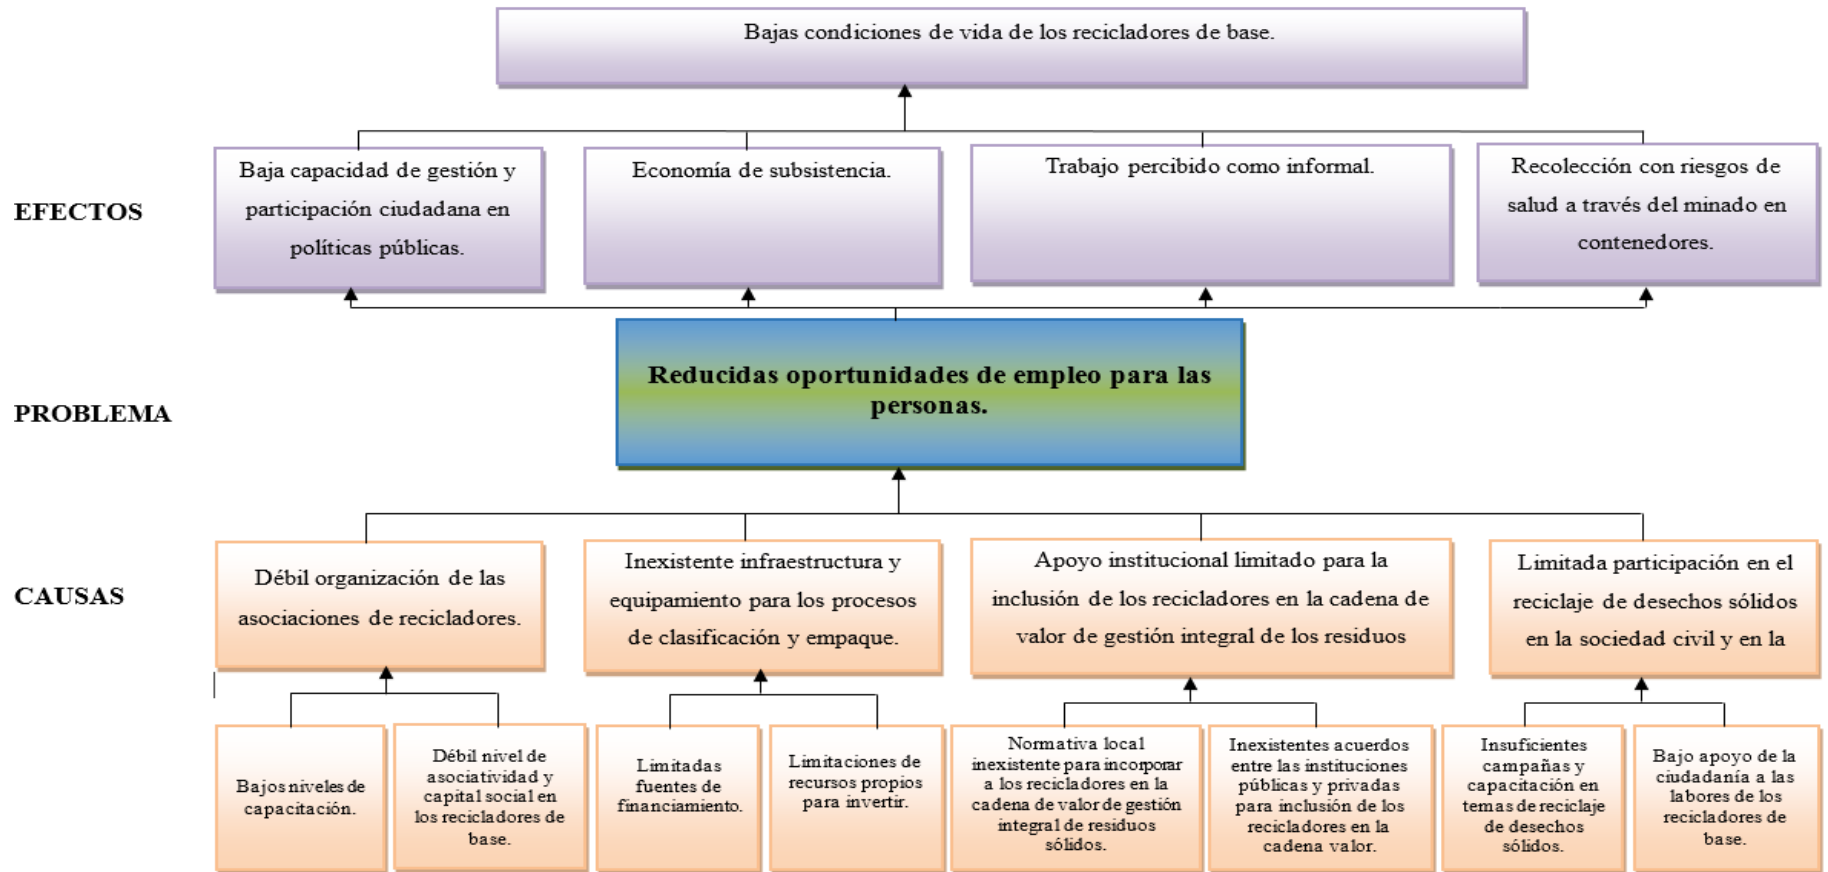 Bajas condiciones de vida de los recicladores de base.
EFECTOS
Baja capacidad de gestión y
participación ciudadana en
políticas públicas.
Economía de subsistencia.
Trabajo percibido como informal.
Recolección con riesgos de
salud a través del minado en
contenedores.
PROBLEMA
Reducidas oportunidades de empleo para las
personas.
CAUSAS
Débil organización de las
asociaciones de recicladores.
Inexistente infraestructura y
equipamiento para los procesos
de clasificación y empaque.
Apoyo institucional limitado para la
inclusión de los recicladores en la cadena de
valor de gestión integral de los residuos
Limitada participación en el
reciclaje de desechos sólidos
en la sociedad civil y en la
Bajos niveles de
capacitación.
Débil nivel de
asociatividad y
capital social en
los recicladores de
base.
Limitadas
fuentes de
financiamiento.
Limitaciones de
recursos propios
para invertir.
Normativa local
inexistente para incorporar
a los recicladores en la
cadena de valor de gestión
integral de residuos
sólidos.
Inexistentes acuerdos
entre las instituciones
públicas y privadas
para inclusión de los
recicladores en la
cadena valor.
Insuficientes
campañas y
capacitación en
temas de reciclaje
de desechos
sólidos.
Bajo apoyo de la
ciudadanía a las
labores de los
recicladores de
base.